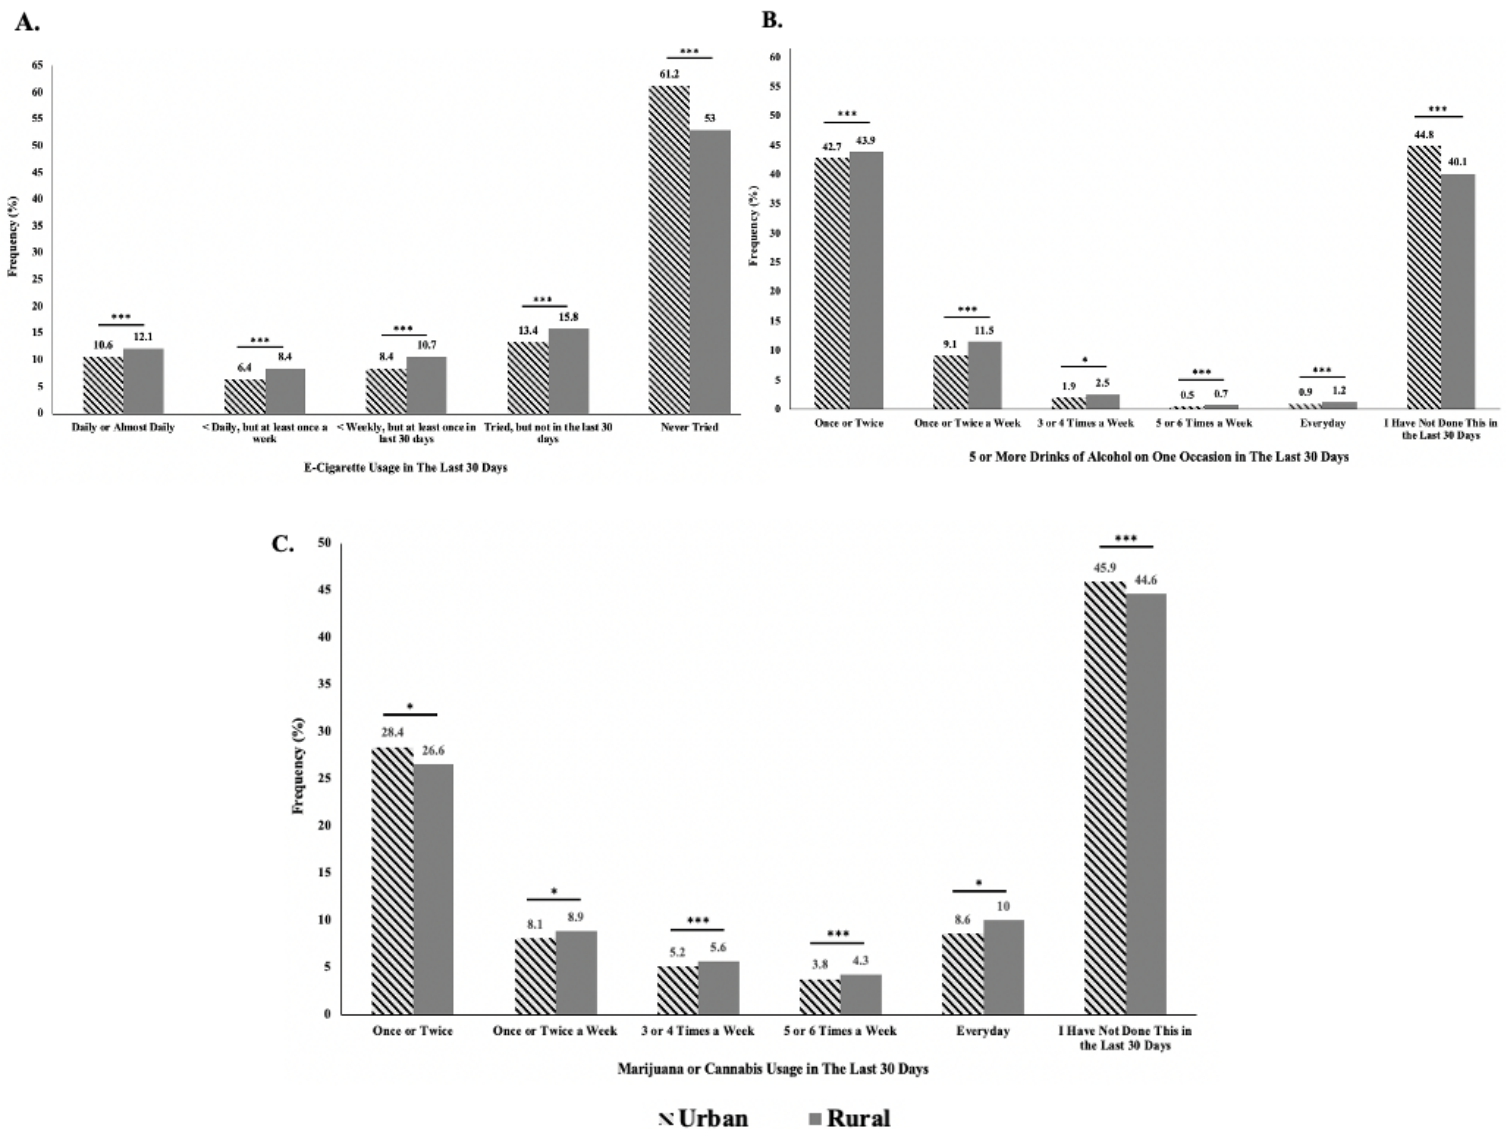 A.
***
65
61.2
60
55
53
50
45
40
35
30
25
20
15
10
5
0
Frequency (%)
***
10.6
12.1
***
6.4
8.4
***
8.4
10.7
***
13.4
15.8
Daily or Almost Daily
< Daily, but at least once a
week
< Weekly, but at least once in
last 30 days
Tried, but not in the last 30
days
Never Tried
E-Cigarette Usage in The Last 30 Days
B.
60
55
50
45
40
35
30
25
20
15
10
5
0
Frequency (%)
***
42.7
43.9
***
9.1
11.5
*
1.9
2.5
***
0.5
0.7
***
0.9
1.2
***
44.8
40.1
Once or Twice
Once or Twice a Week
3 or 4 Times a Week
5 or 6 Times a Week
Everyday
I Have Not Done This in
the Last 30 Days
5 or More Drinks of Alcohol on One Occasion in The Last 30 Days
C.
50
45
40
35
30
25
20
15
10
5
0
Frequency (%)
*
28.4
26.6
*
8.1
8.9
***
5.2
5.6
***
3.8
4.3
*
8.6
10
***
45.9
44.6
Once or Twice
Once or Twice a Week
3 or 4 Times a Week
5 or 6 Times a Week
Everyday
I Have Not Done This in
the Last 30 Days
Marijuana or Cannabis Usage in The Last 30 Days
Urban
Rural